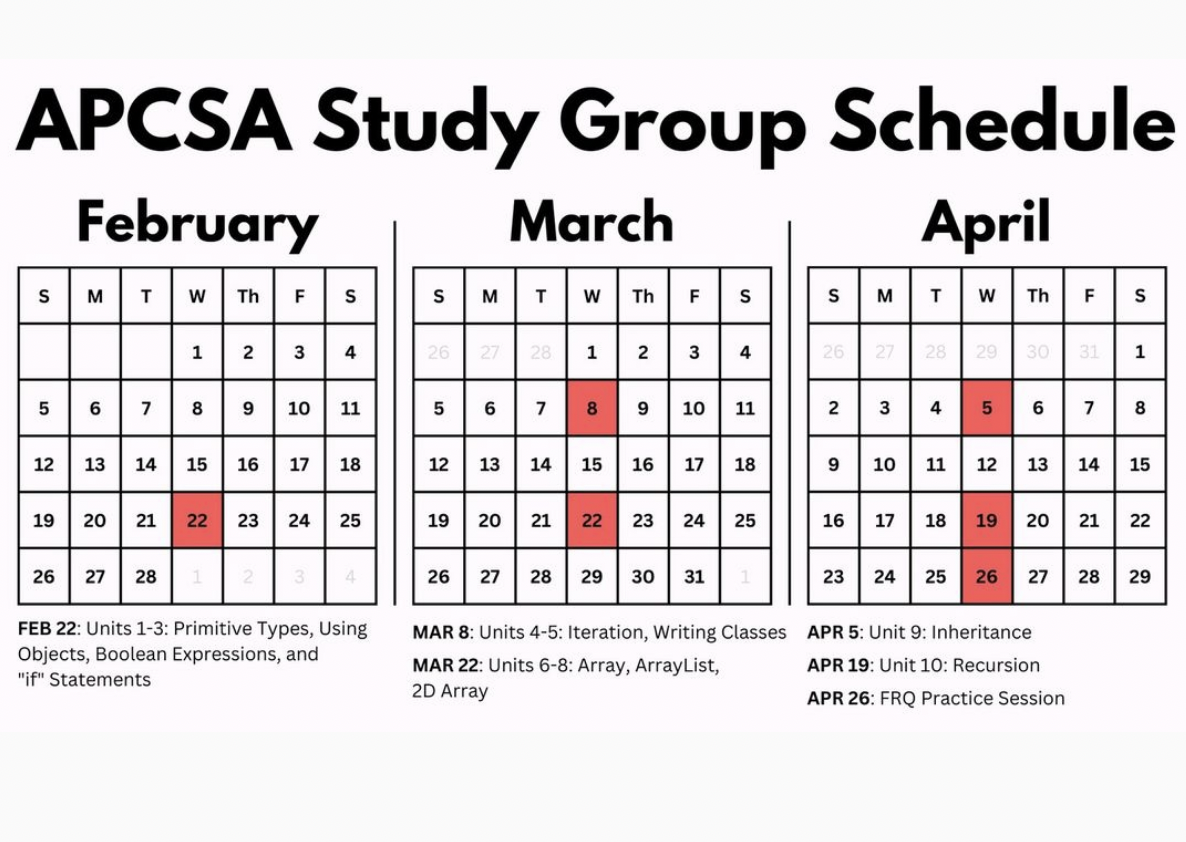 APCSA Study Group Schedule
February
S M T W Th F S
1 2 3 4
5 6 7 8 9 10 11
12 13 14 15 16 17 18
19 20 21 22 23 24 25
26 27 28 1 2 3 4
FEB 22: Units 1-3: Primitive Types, Using
Objects, Boolean Expressions, and
"if" Statements
March
S M T W Th F S
26 27 28 1 2 3 4
5 6 7 8 9 10 11
12 13 14 15 16 17 18
19 20 21 22 23 24 25
26 27 28 29 30 31 1
MAR 8: Units 4-5: Iteration, Writing Classes
MAR 22: Units 6-8: Array, ArrayList,
2D Array
April
S M T W Th F S
26 27 28 29 30 31 1
2 3 4 5 6 7 8
9 10 11 12 13 14 15
16 17 18 19 20 21 22
23 24 25 26 27 28 29
APR 5: Unit 9: Inheritance
APR 19: Unit 10: Recursion
APR 26: FRQ Practice Session